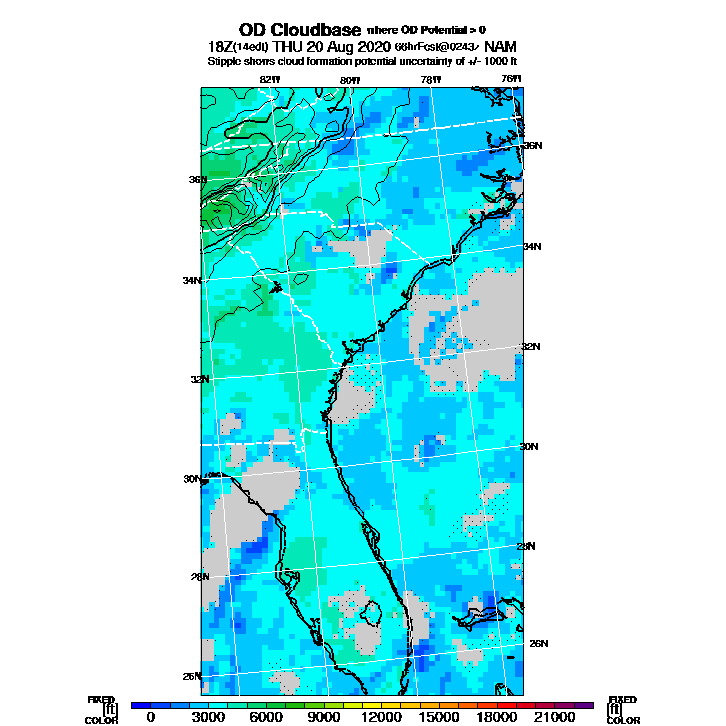 OD Cloudbase where OD Potential > 0
18Z(14edt) THU 20 Aug 2020 66hrFcst@0243z NAM
Stipple shows cloud formation potential uncertainty of +/- 1000 ft
82W 80W 78W 76W
36N
36N
34N
34N
32N
32N
30N
30N
28N
28N
26N
26N
FIXED FIXED
[ft] [ft]
COLOR 0 3000 6000 9000 12000 15000 18000 21000 COLOR